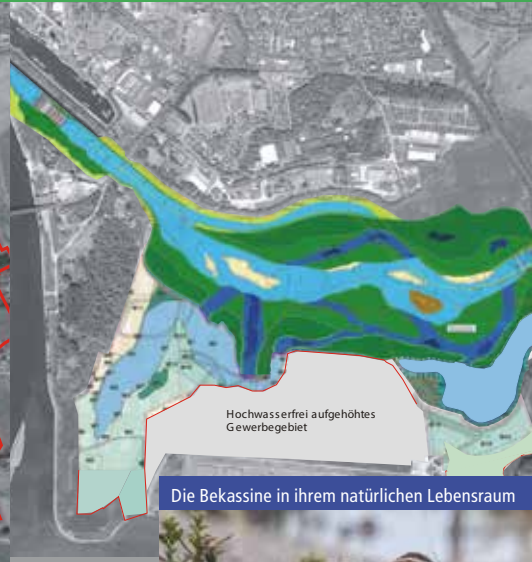 Hochwasserfrei aufgehöhtes
Gewerbegebiet
Die Bekassine in ihrem natürlichen Lebensraum